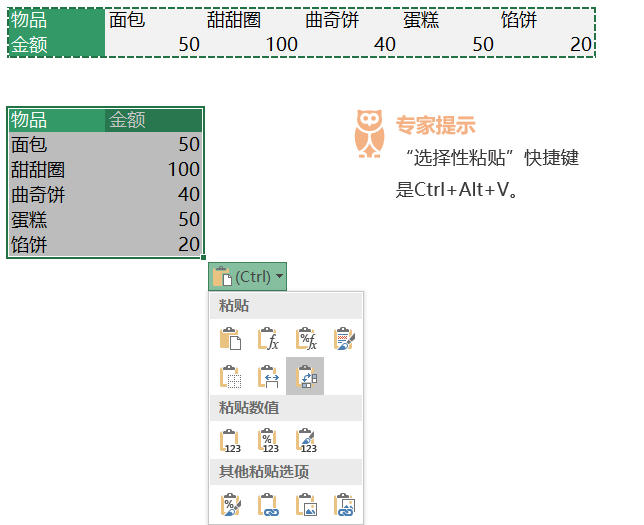 物品 面包 甜甜圈 曲奇饼 蛋糕 馅饼
金额 50 100 40 50 20
物品 金额
面包 50
甜甜圈 100
曲奇饼 40
蛋糕 50
馅饼 20
专家提示
“选择性粘贴”快捷键
是Ctrl+Alt+V。
(Ctrl)
粘贴
fx %fx
粘贴数值
123 %123 123
其他粘贴选项
%